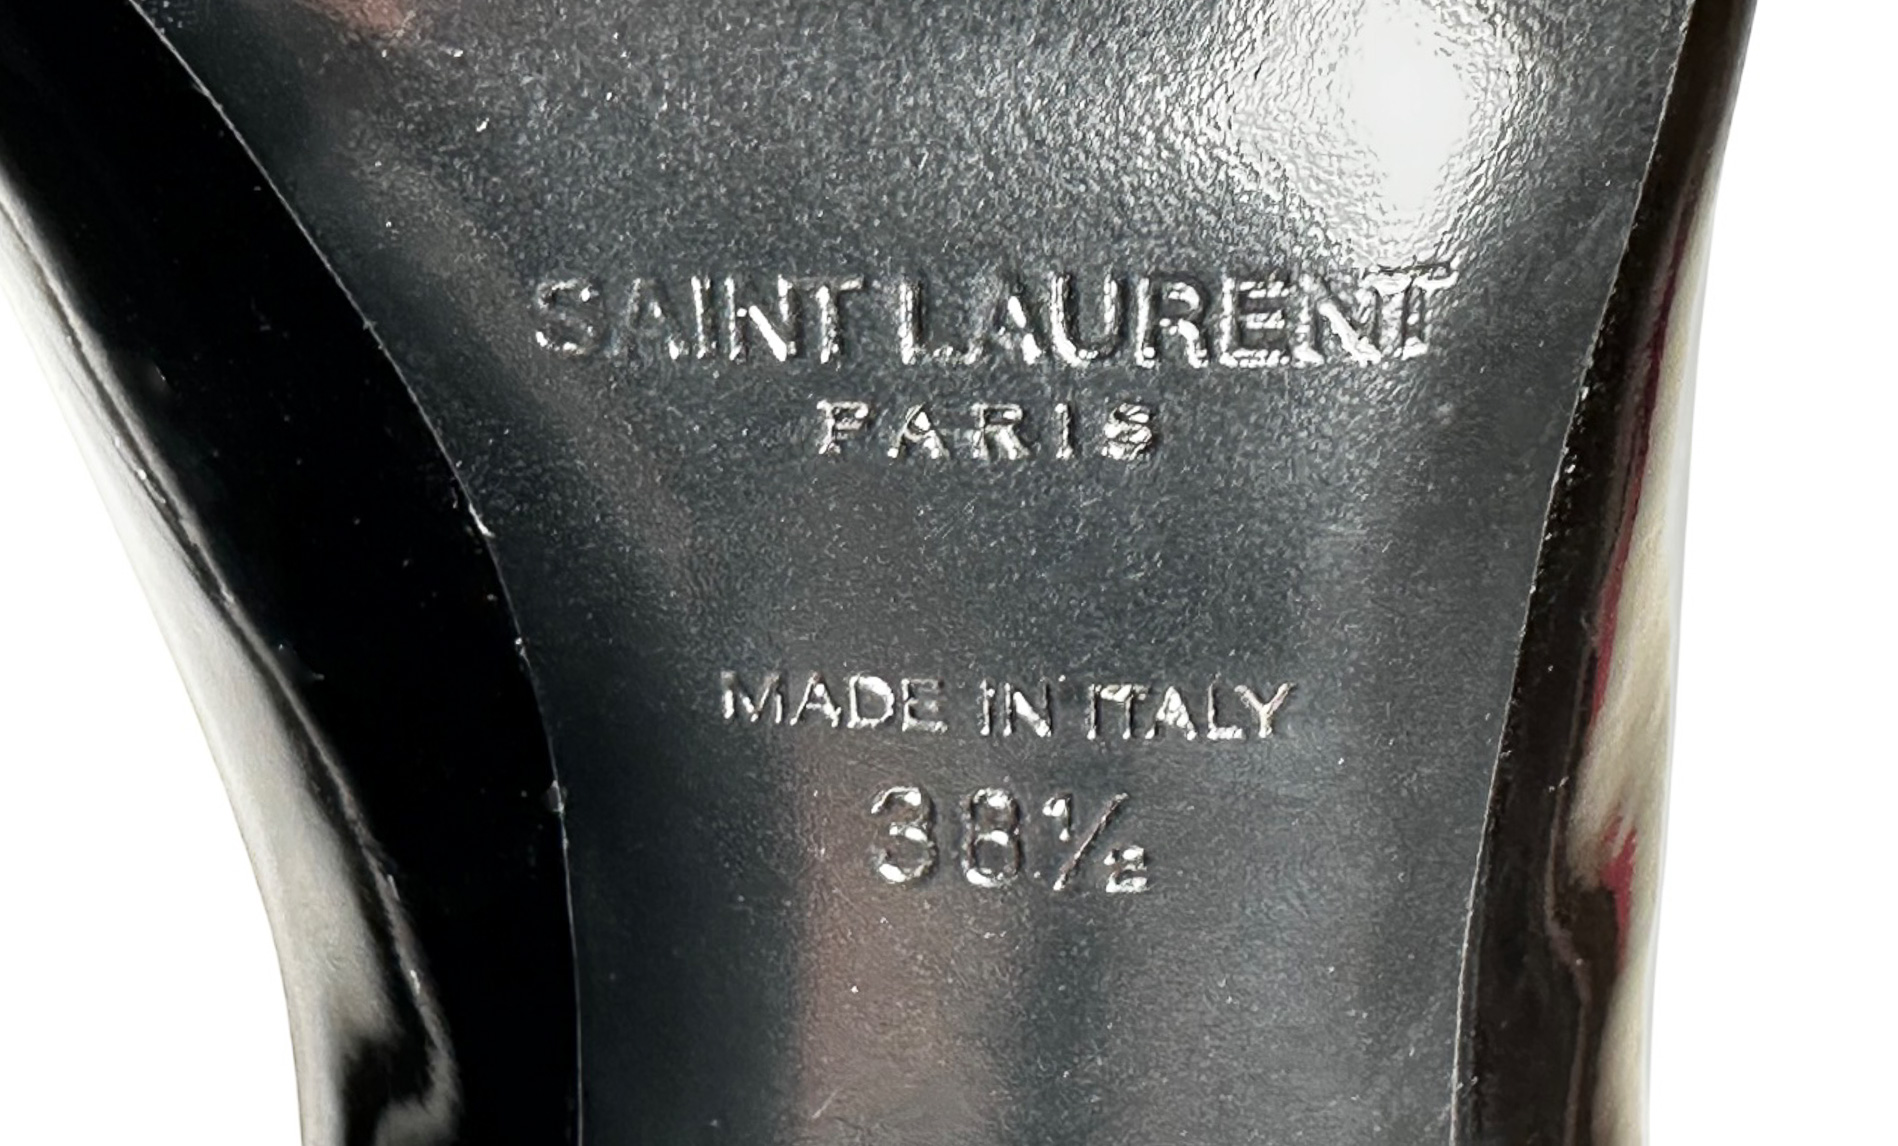 SAINT LAURENT
PARIS
MADE IN ITALY
38½